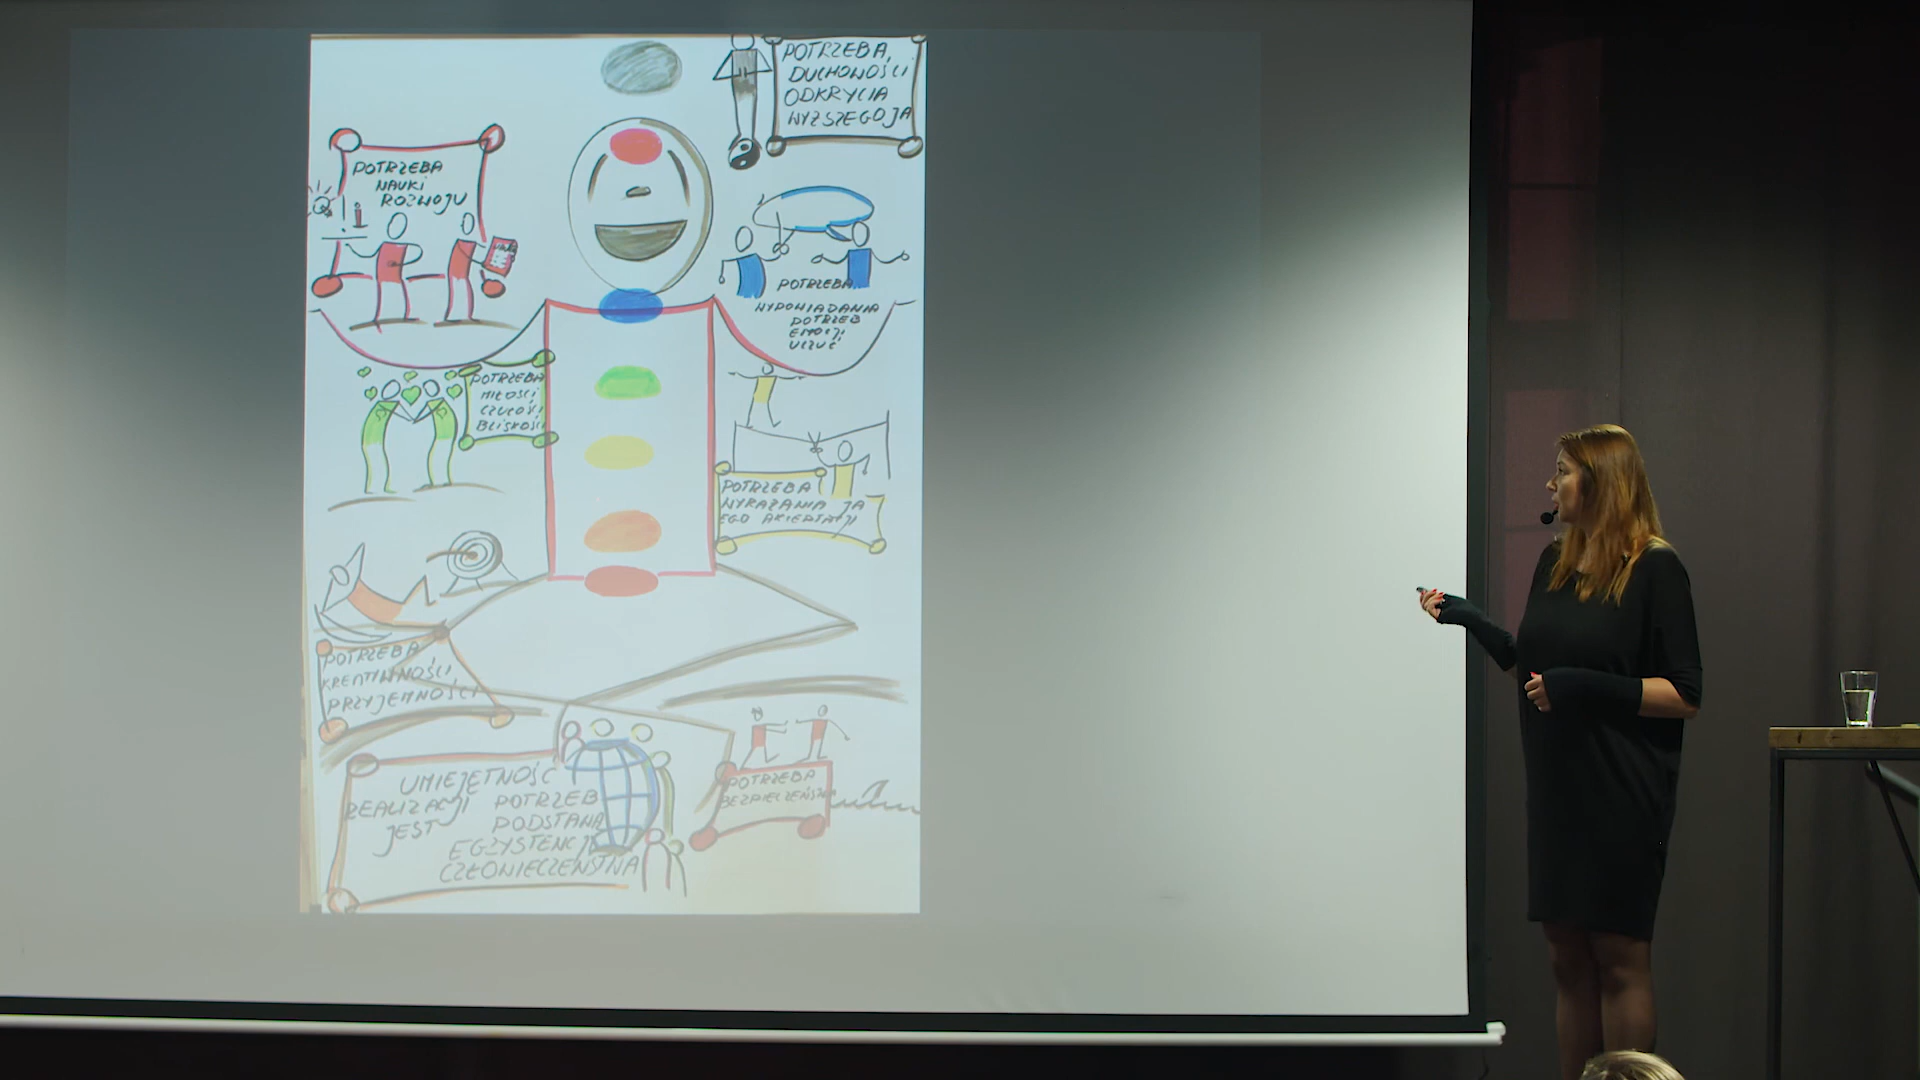 POTRZEBA
DUCHOWOŚCI
ODKRYCIA
WYŻSZEGO JA
POTRZEBA
NAUKI
ROZWOJU
POTRZEBA
WYPOWIADANIA
POTRZEB
EMOCJI
UCZUĆ
POTRZEBA
MIŁOŚCI
CZUŁOŚCI
BLISKOŚCI
POTRZEBA
WYRAŻANIA JA
EGO AKCEPTACJI
POTRZEBA
KREATYWNOŚCI
PRZYJEMNOŚCI
POTRZEBA
BEZPIECZEŃSTWA
UMIEJĘTNOŚĆ
REALIZACJI POTRZEB
JEST PODSTAWĄ
EGZYSTENCJI
CZŁOWIECZEŃSTWA